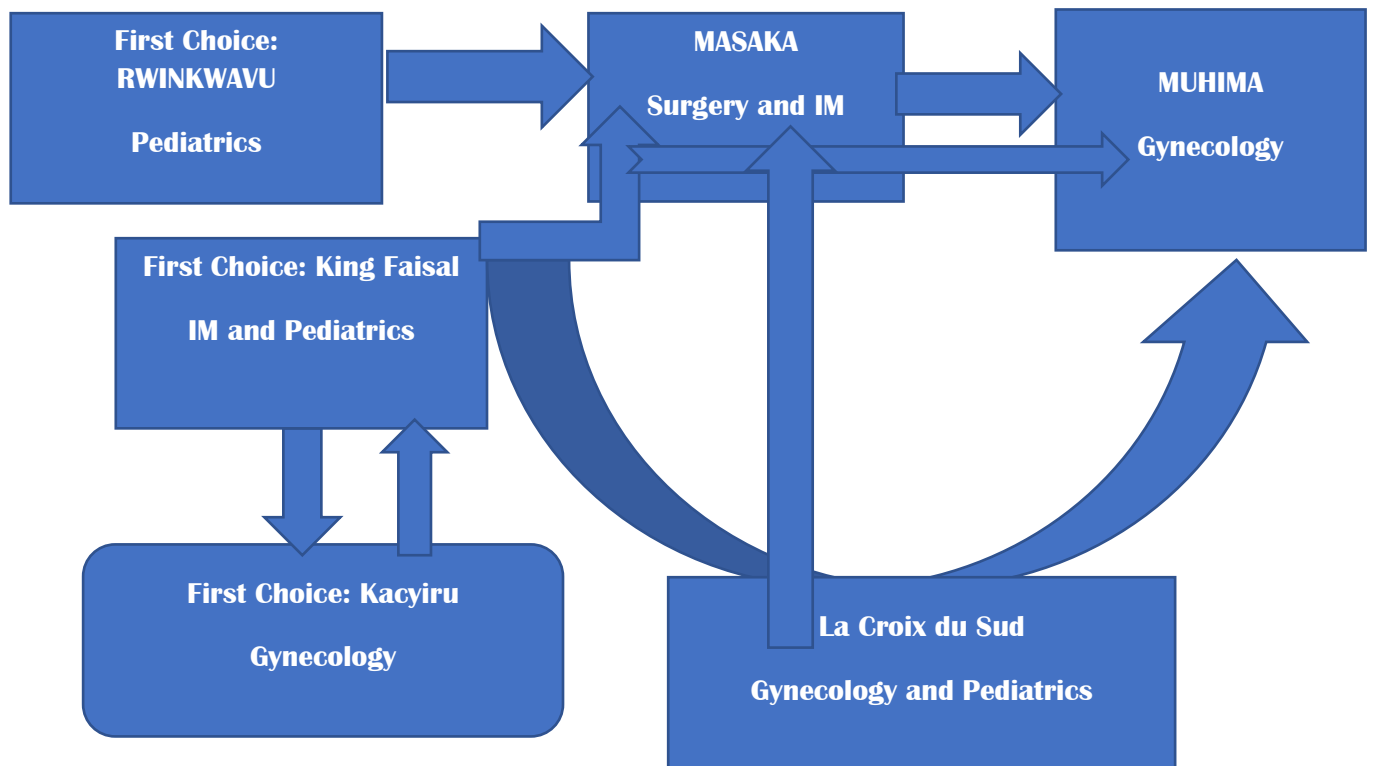 First Choice:
RWINKWAVU
Pediatrics
MASAKA
Surgery and IM
MUHIMA
Gynecology
First Choice: King Faisal
IM and Pediatrics
First Choice: Kacyiru
Gynecology
La Croix du Sud
Gynecology and Pediatrics